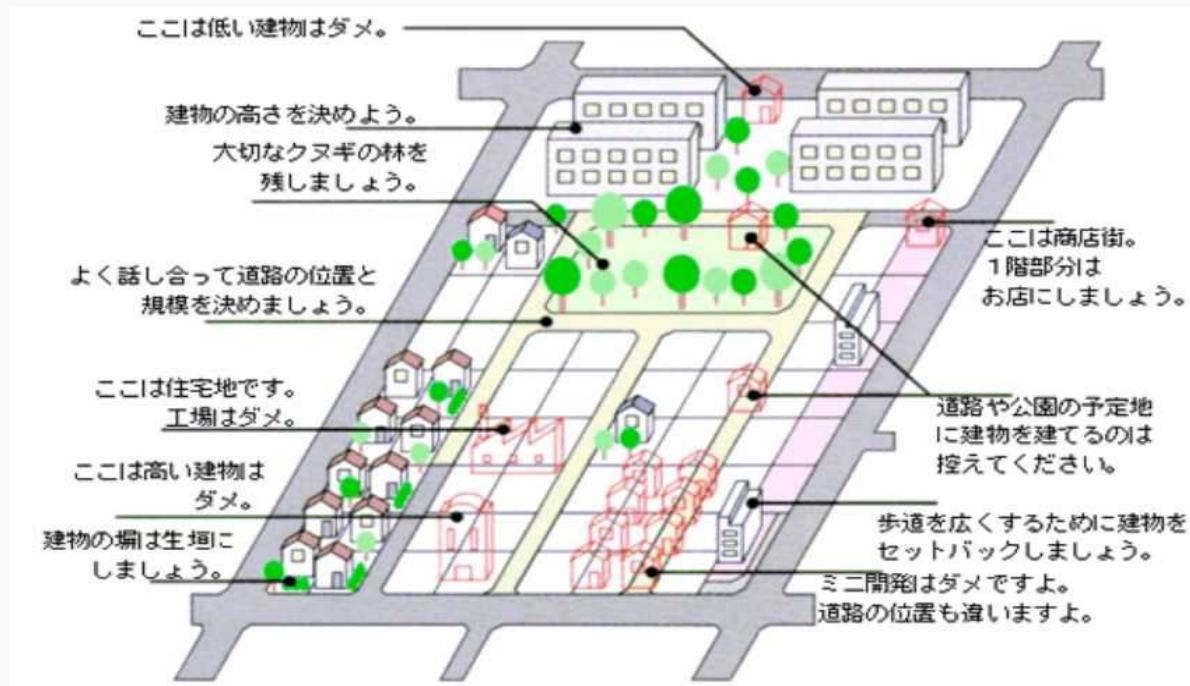 ここは低い建物はダメ。
建物の高さを決めよう。
大切なクヌギの林を
残しましょう。
よく話し合って道路の位置と
規模を決めましょう。
ここは住宅地です。
工場はダメ。
ここは高い建物は
ダメ。
建物の塀は生垣に
しましょう。
ここは商店街。
1階部分は
お店にしましょう。
道路や公園の予定地
に建物を建てるのは
控えてください。
歩道を広くするために建物を
セットバックしましょう。
ミニ開発はダメですよ。
道路の位置も違いますよ。